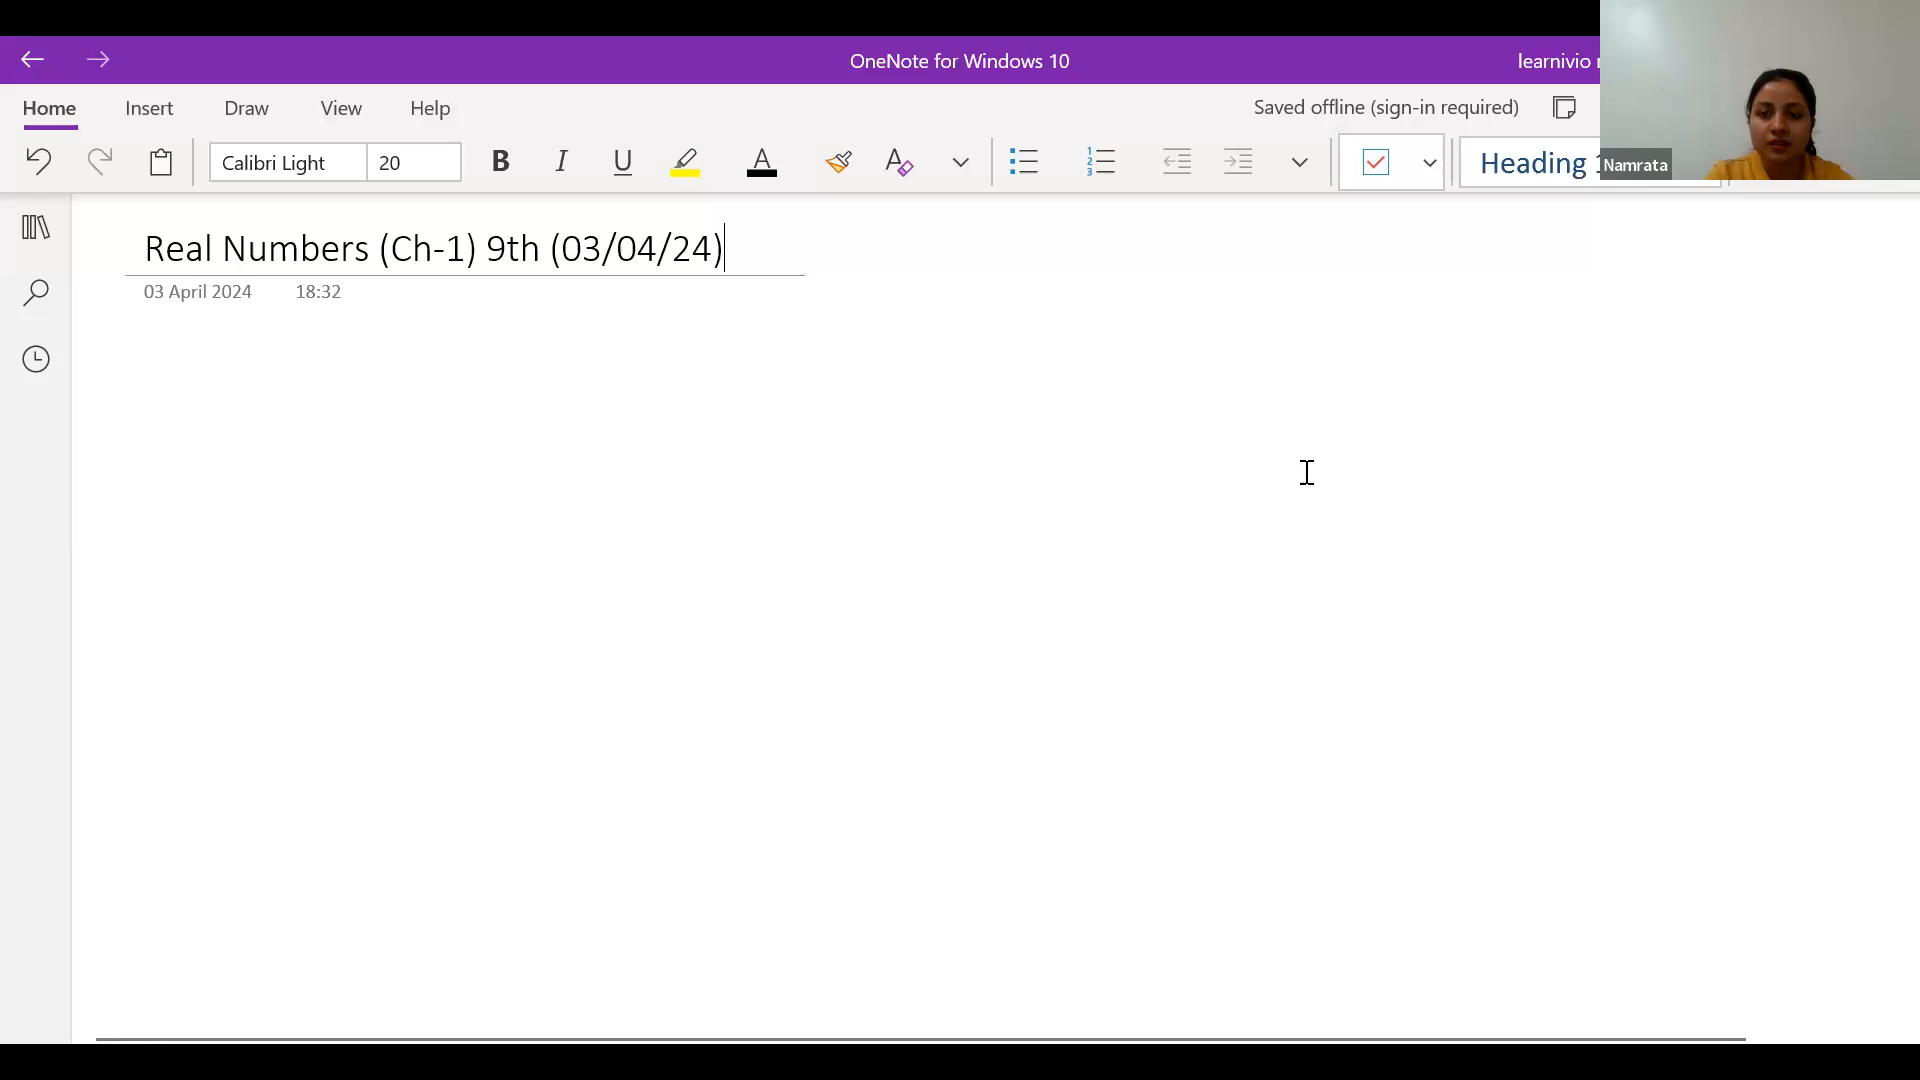 OneNote for Windows 10
learnivio
Home Insert Draw View Help
Saved offline (sign-in required)
Calibri Light 20 B I U A A
Heading
Namrata
Real Numbers (Ch-1) 9th (03/04/24)
03 April 2024 18:32